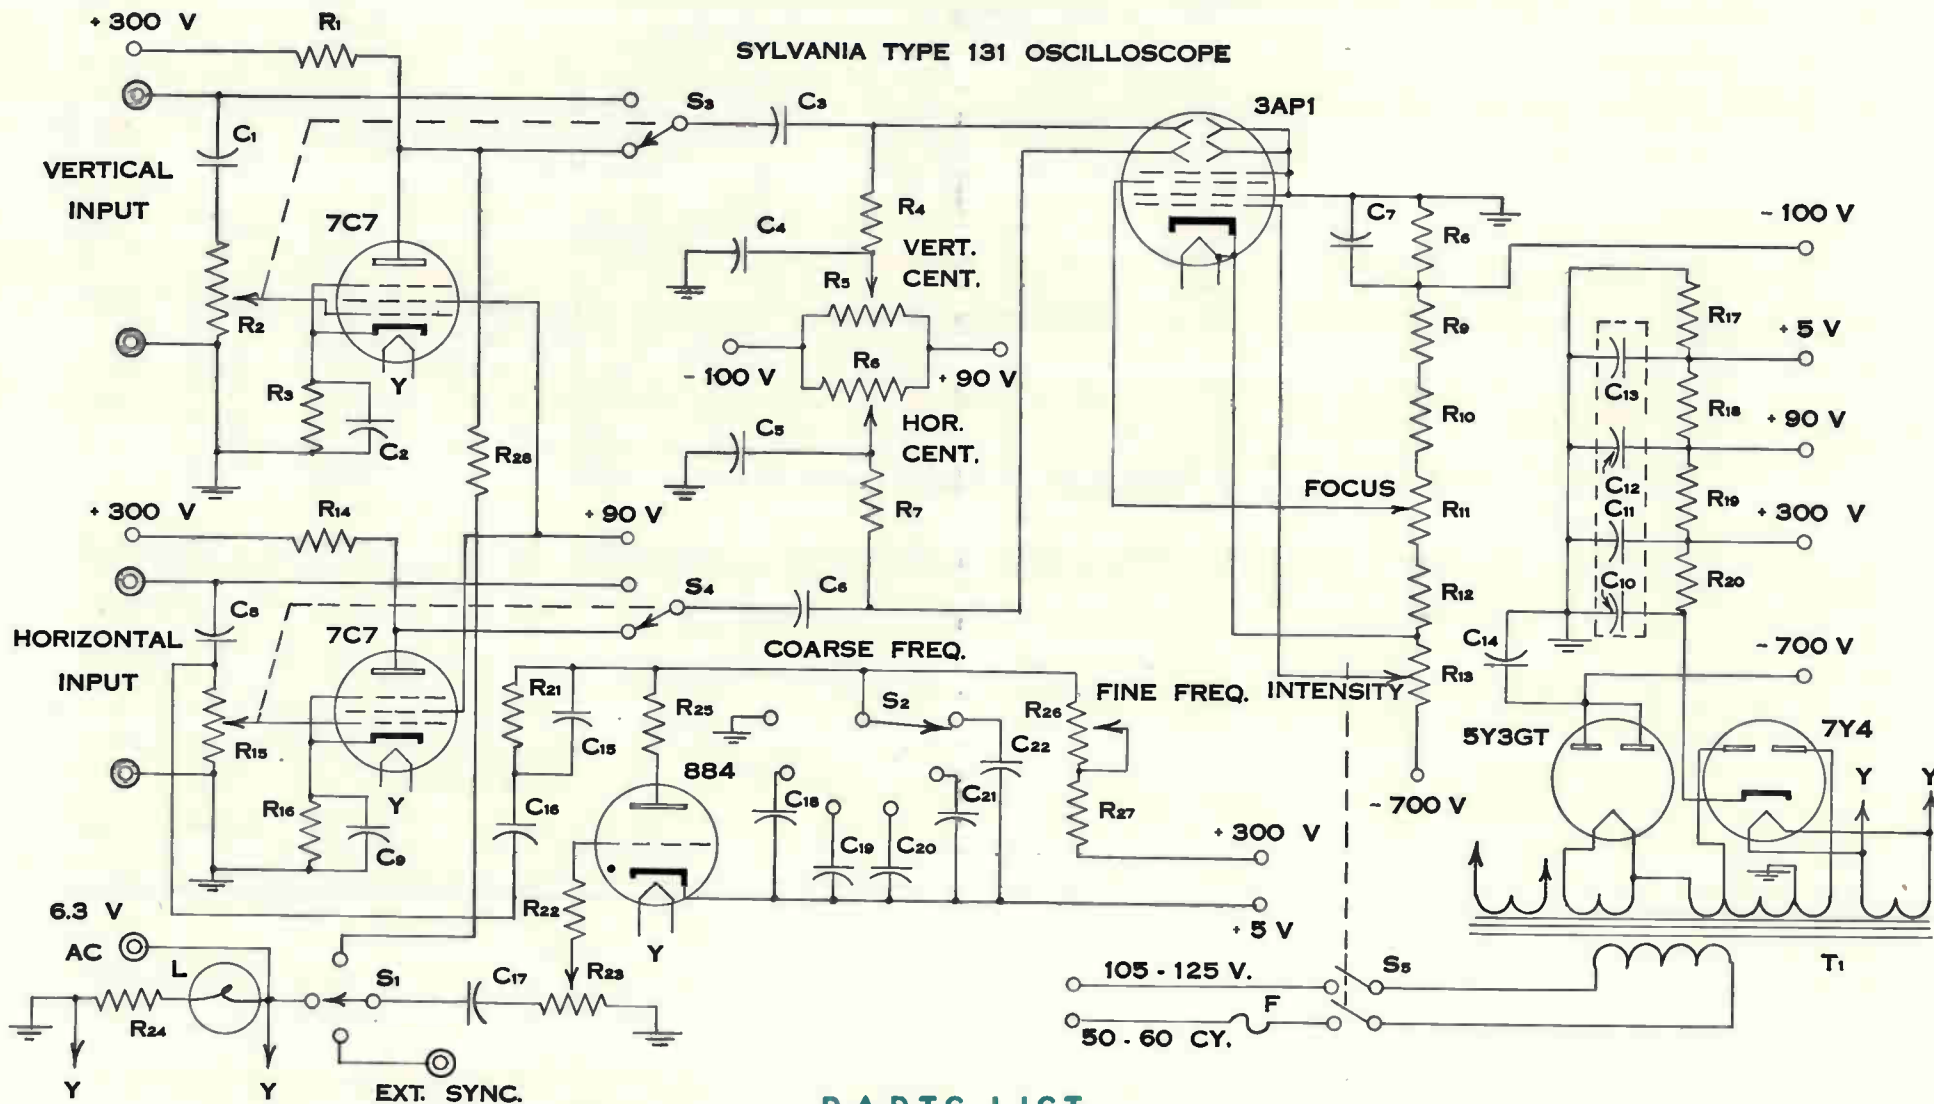 + 300 V
R1
SYLVANIA TYPE 131 OSCILLOSCOPE
C1
S3
C3
3AP1
VERTICAL
INPUT
7C7
R2
Y
R3
C2
R28
C4
R4
VERT.
CENT.
R5
- 100 V
R6
+ 90 V
HOR.
CENT.
C5
R7
C7
R8
- 100 V
R9
R10
FOCUS
R11
R12
R13
INTENSITY
- 700 V
R17
+ 5 V
C13
R18
+ 90 V
C12
C11
R19
+ 300 V
C10
R20
C14
- 700 V
5Y3GT
7Y4
Y
Y
+ 300 V
R14
+ 90 V
C8
S4
C6
HORIZONTAL
INPUT
7C7
R15
Y
R16
C9
COARSE FREQ.
R21
C15
R25
S2
C22
R26
FINE FREQ.
884
C16
C18
C19
C20
C21
R27
+ 300 V
R22
Y
+ 5 V
6.3 V
AC
L
S1
C17
R23
R24
Y
Y
EXT. SYNC.
105 - 125 V.
S5
F
50 - 60 CY.
T1
PARTS LIST